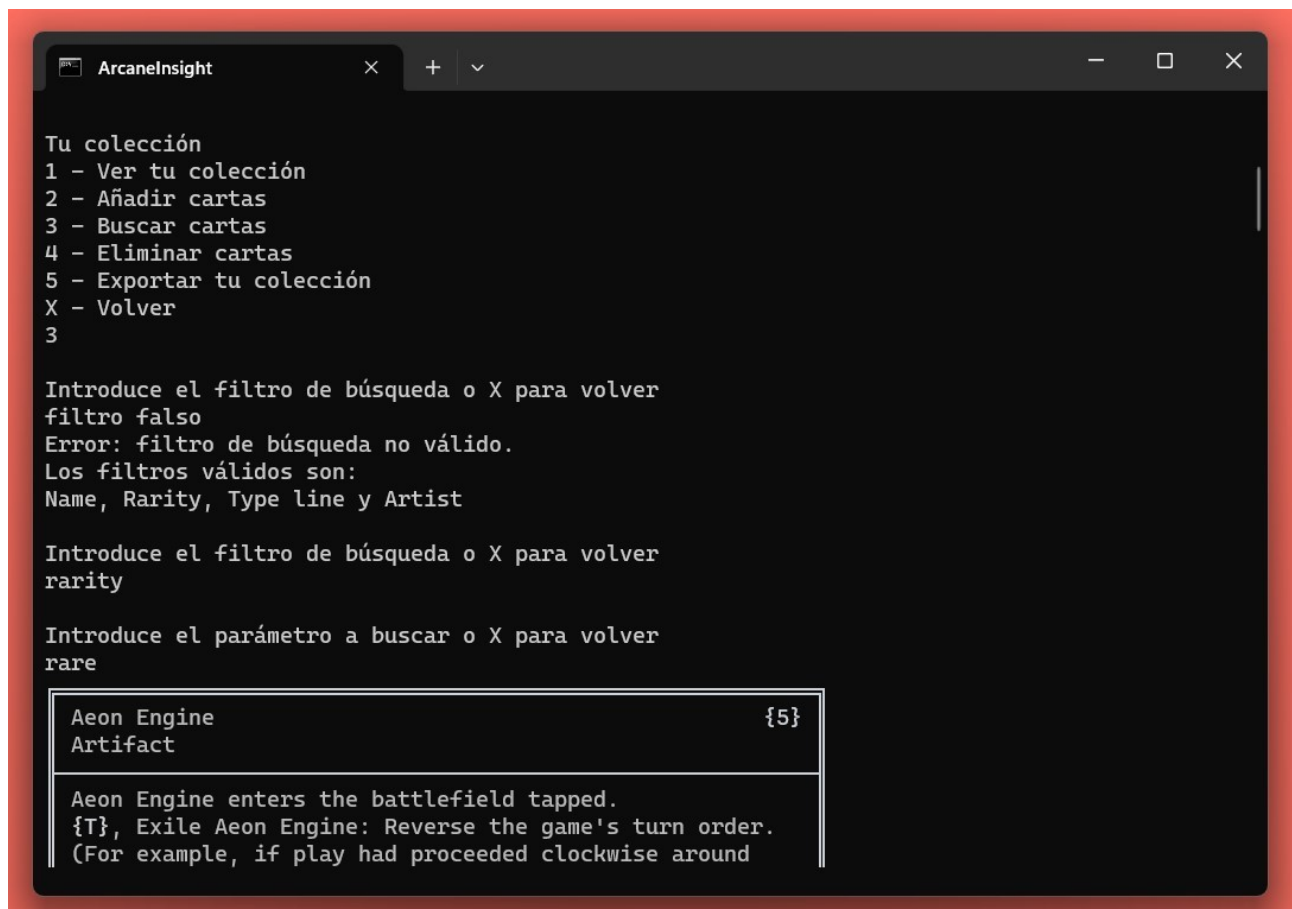 ArcaneInsight
Tu colección
1 – Ver tu colección
2 – Añadir cartas
3 – Buscar cartas
4 – Eliminar cartas
5 – Exportar tu colección
X – Volver
3
Introduce el filtro de búsqueda o X para volver
filtro falso
Error: filtro de búsqueda no válido.
Los filtros válidos son:
Name, Rarity, Type line y Artist
Introduce el filtro de búsqueda o X para volver
rarity
Introduce el parámetro a buscar o X para volver
rare
Aeon Engine {5}
Artifact
Aeon Engine enters the battlefield tapped.
{T}, Exile Aeon Engine: Reverse the game's turn order.
(For example, if play had proceeded clockwise around